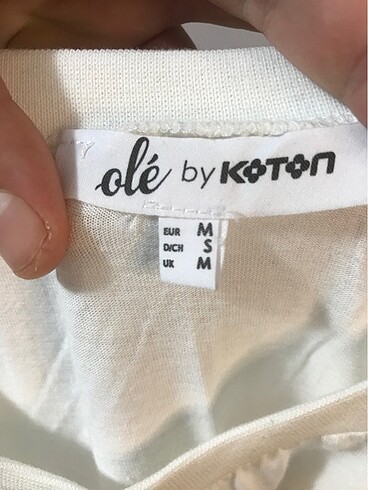 olé by KOTON
EUR M
D/CH S
UK M